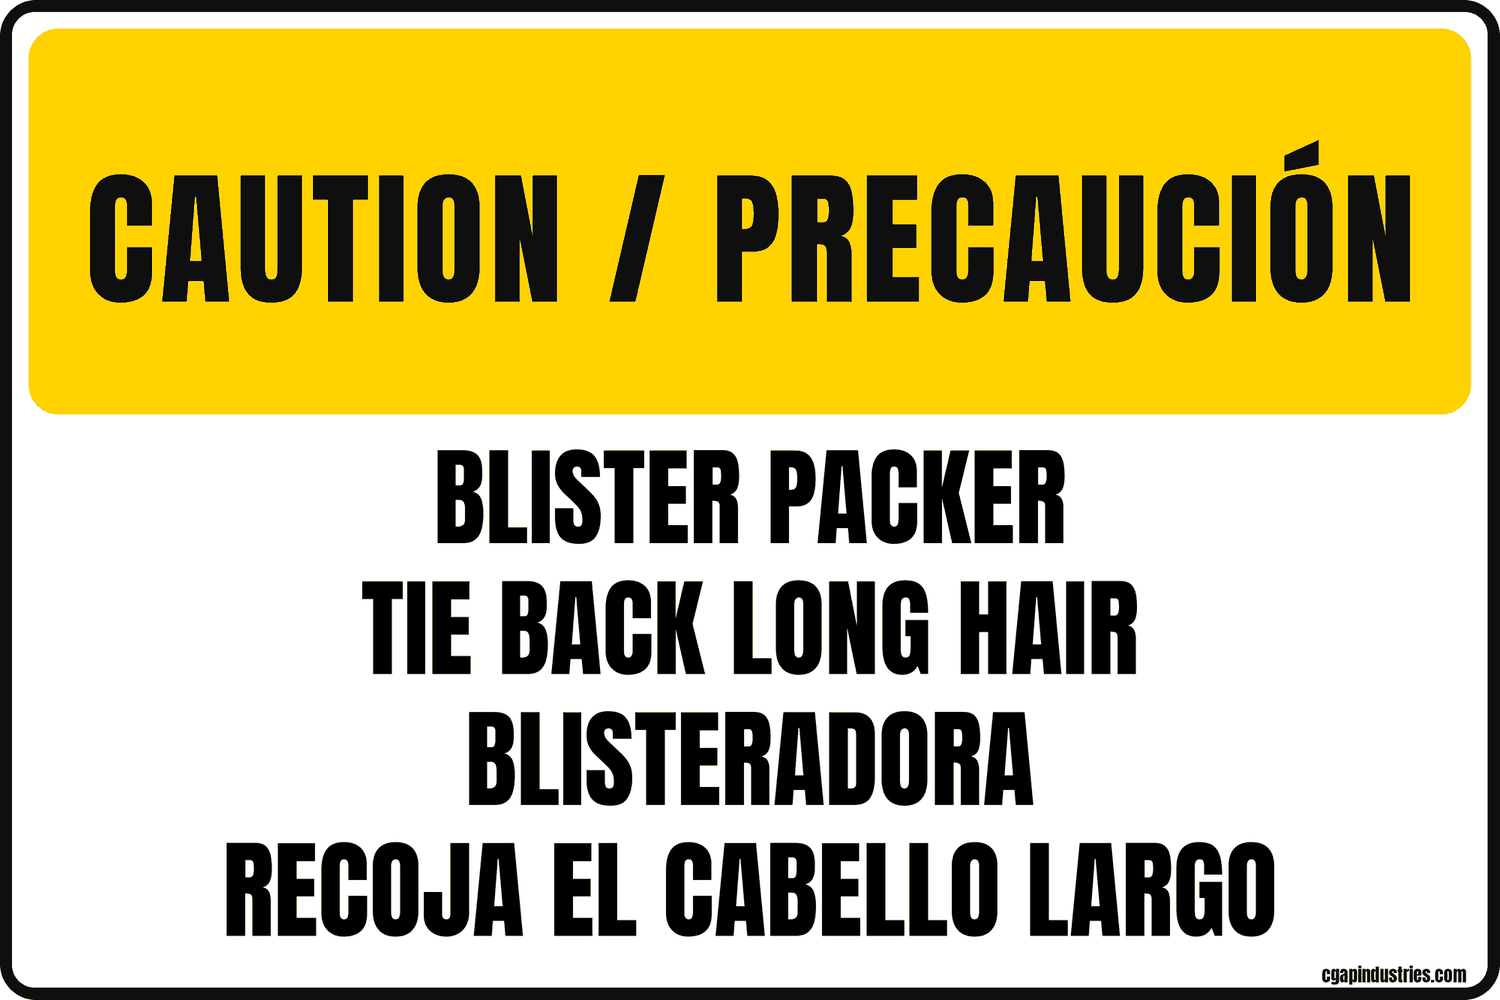 CAUTION / PRECAUCIÓN
BLISTER PACKER
TIE BACK LONG HAIR
BLISTERADORA
RECOJA EL CABELLO LARGO
cgapindustries.com